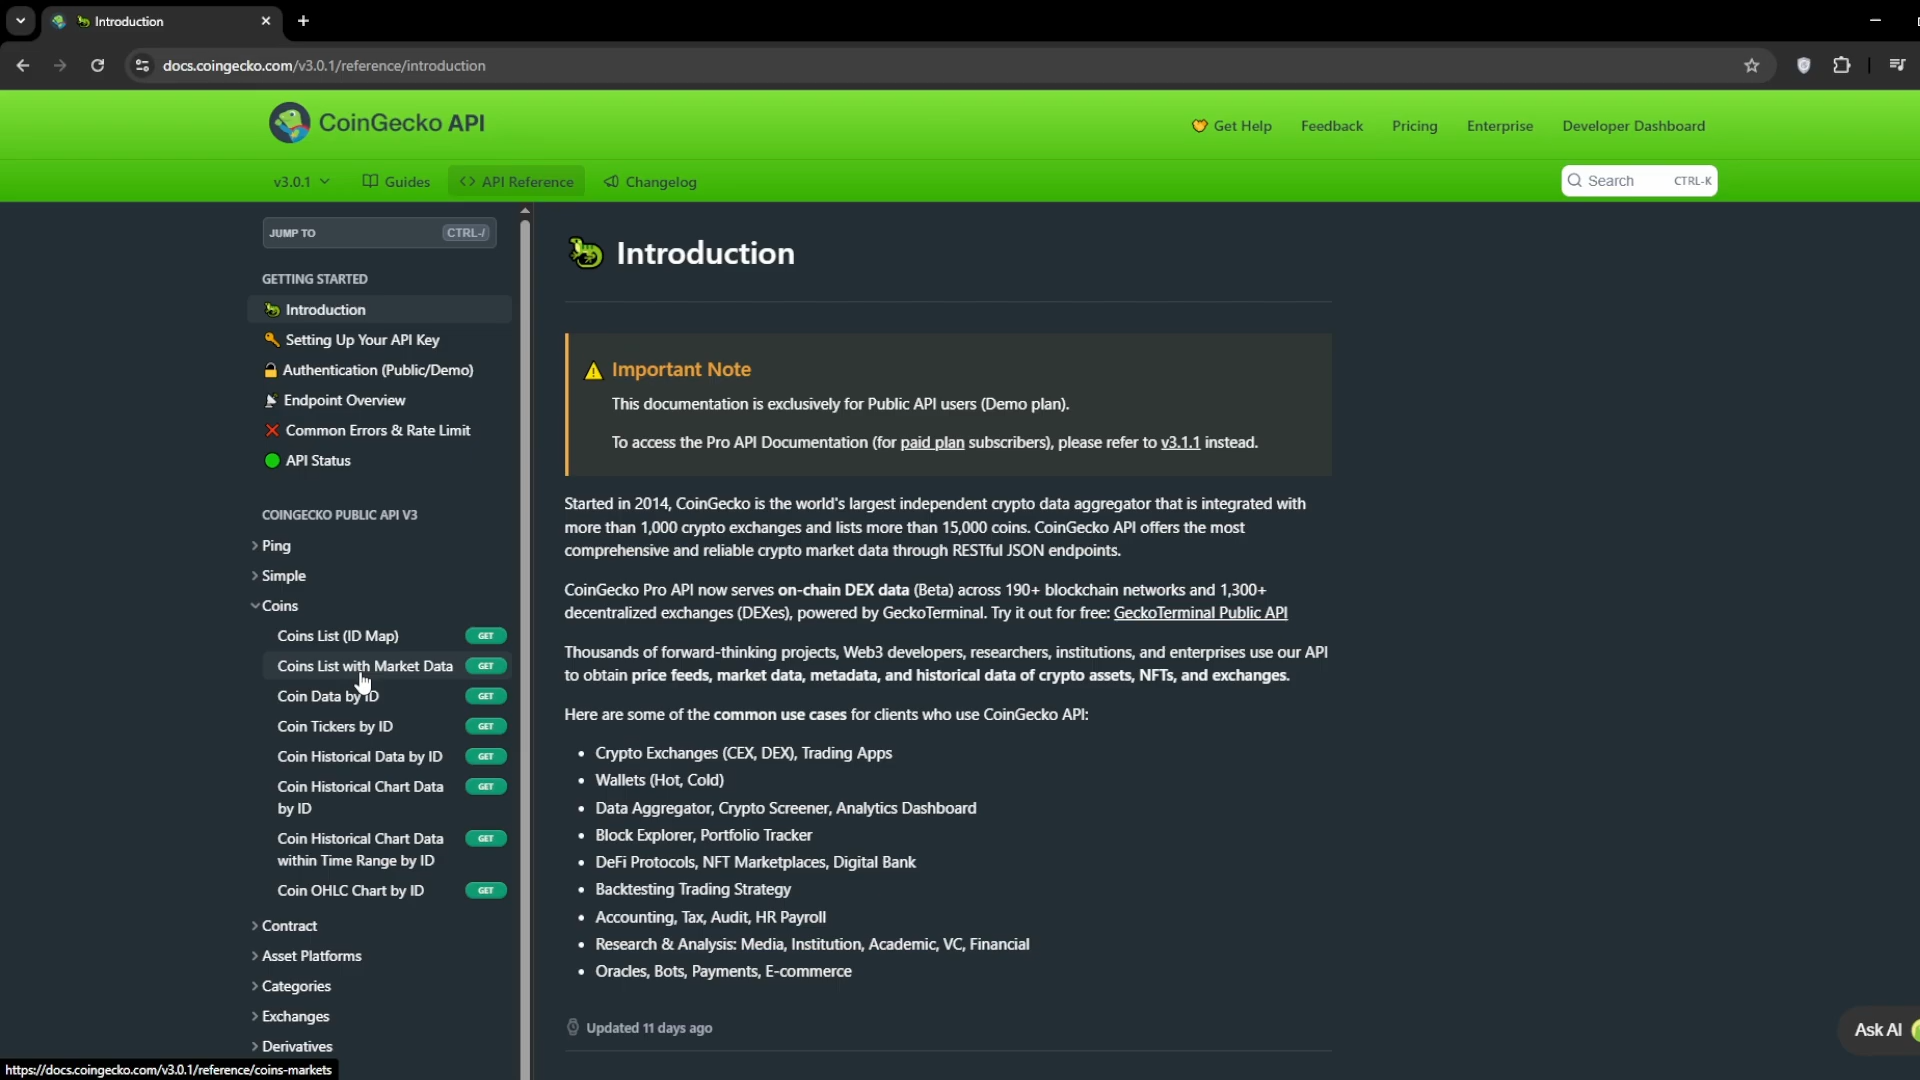 Introduction
docs.coingecko.com/v3.0.1/reference/introduction
CoinGecko API
Get Help
Feedback
Pricing
Enterprise
Developer Dashboard
v3.0.1
Guides
<> API Reference
Changelog
Search
CTRL-K
JUMP TO
CTRL-/
GETTING STARTED
Introduction
Setting Up Your API Key
Authentication (Public/Demo)
Endpoint Overview
Common Errors & Rate Limit
API Status
COINGECKO PUBLIC API V3
Ping
Simple
Coins
Coins List (ID Map) GET
Coins List with Market Data GET
Coin Data by ID GET
Coin Tickers by ID GET
Coin Historical Data by ID GET
Coin Historical Chart Data GET
by ID
Coin Historical Chart Data GET
within Time Range by ID
Coin OHLC Chart by ID GET
Contract
Asset Platforms
Categories
Exchanges
Derivatives
https://docs.coingecko.com/v3.0.1/reference/coins-markets
Introduction
Important Note
This documentation is exclusively for Public API users (Demo plan).
To access the Pro API Documentation (for paid plan subscribers), please refer to v3.1.1 instead.
Started in 2014, CoinGecko is the world's largest independent crypto data aggregator that is integrated with
more than 1,000 crypto exchanges and lists more than 15,000 coins. CoinGecko API offers the most
comprehensive and reliable crypto market data through RESTful JSON endpoints.
CoinGecko Pro API now serves on-chain DEX data (Beta) across 190+ blockchain networks and 1,300+
decentralized exchanges (DEXes), powered by GeckoTerminal. Try it out for free: GeckoTerminal Public API
Thousands of forward-thinking projects, Web3 developers, researchers, institutions, and enterprises use our API
to obtain price feeds, market data, metadata, and historical data of crypto assets, NFTs, and exchanges.
Here are some of the common use cases for clients who use CoinGecko API:
• Crypto Exchanges (CEX, DEX), Trading Apps
• Wallets (Hot, Cold)
• Data Aggregator, Crypto Screener, Analytics Dashboard
• Block Explorer, Portfolio Tracker
• DeFi Protocols, NFT Marketplaces, Digital Bank
• Backtesting Trading Strategy
• Accounting, Tax, Audit, HR Payroll
• Research & Analysis: Media, Institution, Academic, VC, Financial
• Oracles, Bots, Payments, E-commerce
Updated 11 days ago
Ask AI